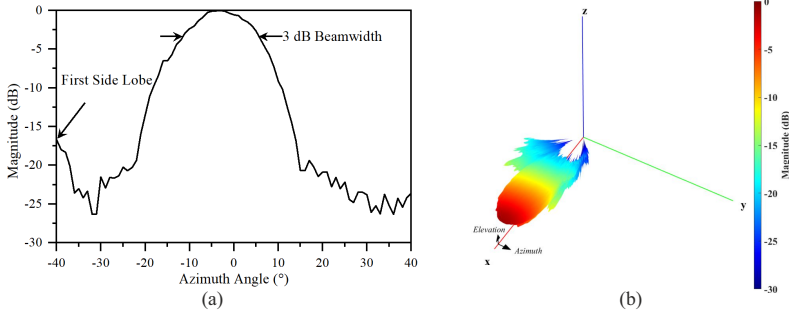 (a)
0
-5
-10
-15
-20
-25
-30
Magnitude (dB)
3 dB Beamwidth
First Side Lobe
-40 -20 -10 0 10 20 30 40
Azimuth Angle (°)
(b)
z
y
x
Elevation
Azimuth
0
-5
-10
-15
-20
-25
-30
Magnitude (dB)